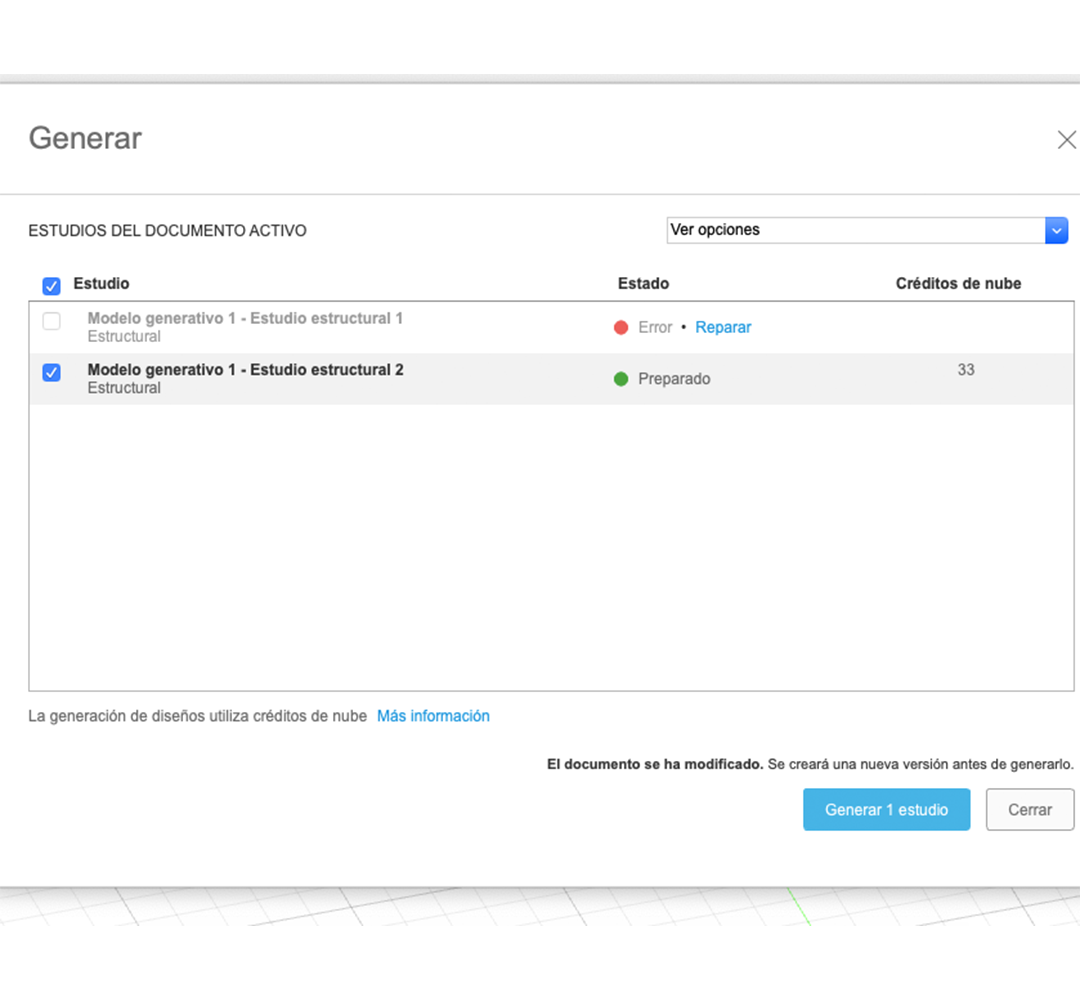 Generar
ESTUDIOS DEL DOCUMENTO ACTIVO
Ver opciones
Estudio Estado Créditos de nube
Modelo generativo 1 - Estudio estructural 1
Estructural
Error • Reparar
Modelo generativo 1 - Estudio estructural 2
Estructural
Preparado
33
La generación de diseños utiliza créditos de nube Más información
El documento se ha modificado. Se creará una nueva versión antes de generarlo.
Generar 1 estudio
Cerrar